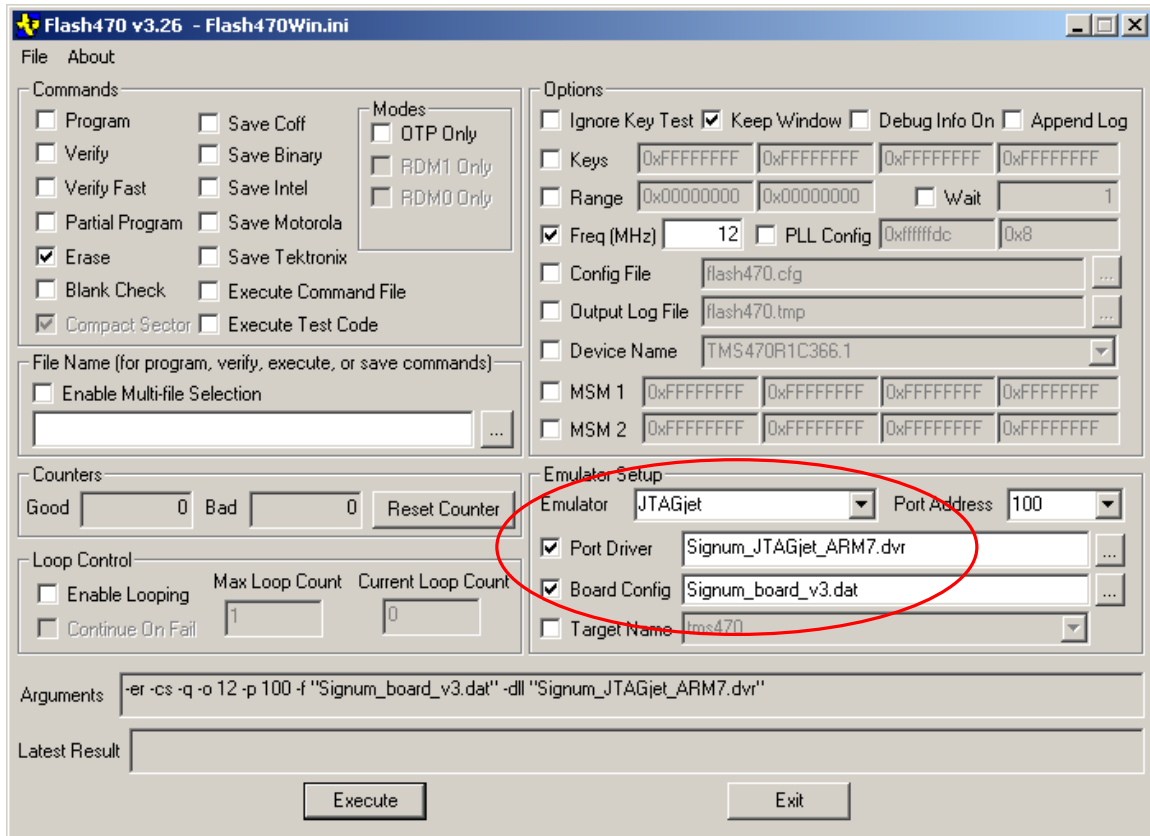 Flash470 v3.26 - Flash470Win.ini
File About
Commands
Program
Verify
Verify Fast
Partial Program
Erase
Blank Check
Compact Sector
Save Coff
Save Binary
Save Intel
Save Motorola
Save Tektronix
Execute Command File
Execute Test Code
Modes
OTP Only
RDM1 Only
RDM0 Only
File Name (for program, verify, execute, or save commands)
Enable Multi-file Selection
...
Counters
Good 0 Bad 0 Reset Counter
Loop Control
Enable Looping
Continue On Fail
Max Loop Count Current Loop Count
1 0
Options
Ignore Key Test Keep Window Debug Info On Append Log
Keys 0xFFFFFFFF 0xFFFFFFFF 0xFFFFFFFF 0xFFFFFFFF
Range 0x00000000 0x00000000 Wait 1
Freq (MHz) 12 PLL Config 0xffffffdc 0x8
Config File flash470.cfg ...
Output Log File flash470.tmp ...
Device Name TMS470R1C366.1
MSM 1 0xFFFFFFFF 0xFFFFFFFF 0xFFFFFFFF 0xFFFFFFFF
MSM 2 0xFFFFFFFF 0xFFFFFFFF 0xFFFFFFFF 0xFFFFFFFF
Emulator Setup
Emulator JTAGjet Port Address 100
Port Driver Signum_JTAGjet_ARM7.dvr ...
Board Config Signum_board_v3.dat ...
Target Name tms470
Arguments -er -cs -q -o 12 -p 100 -f "Signum_board_v3.dat" -dll "Signum_JTAGjet_ARM7.dvr"
Latest Result
Execute Exit